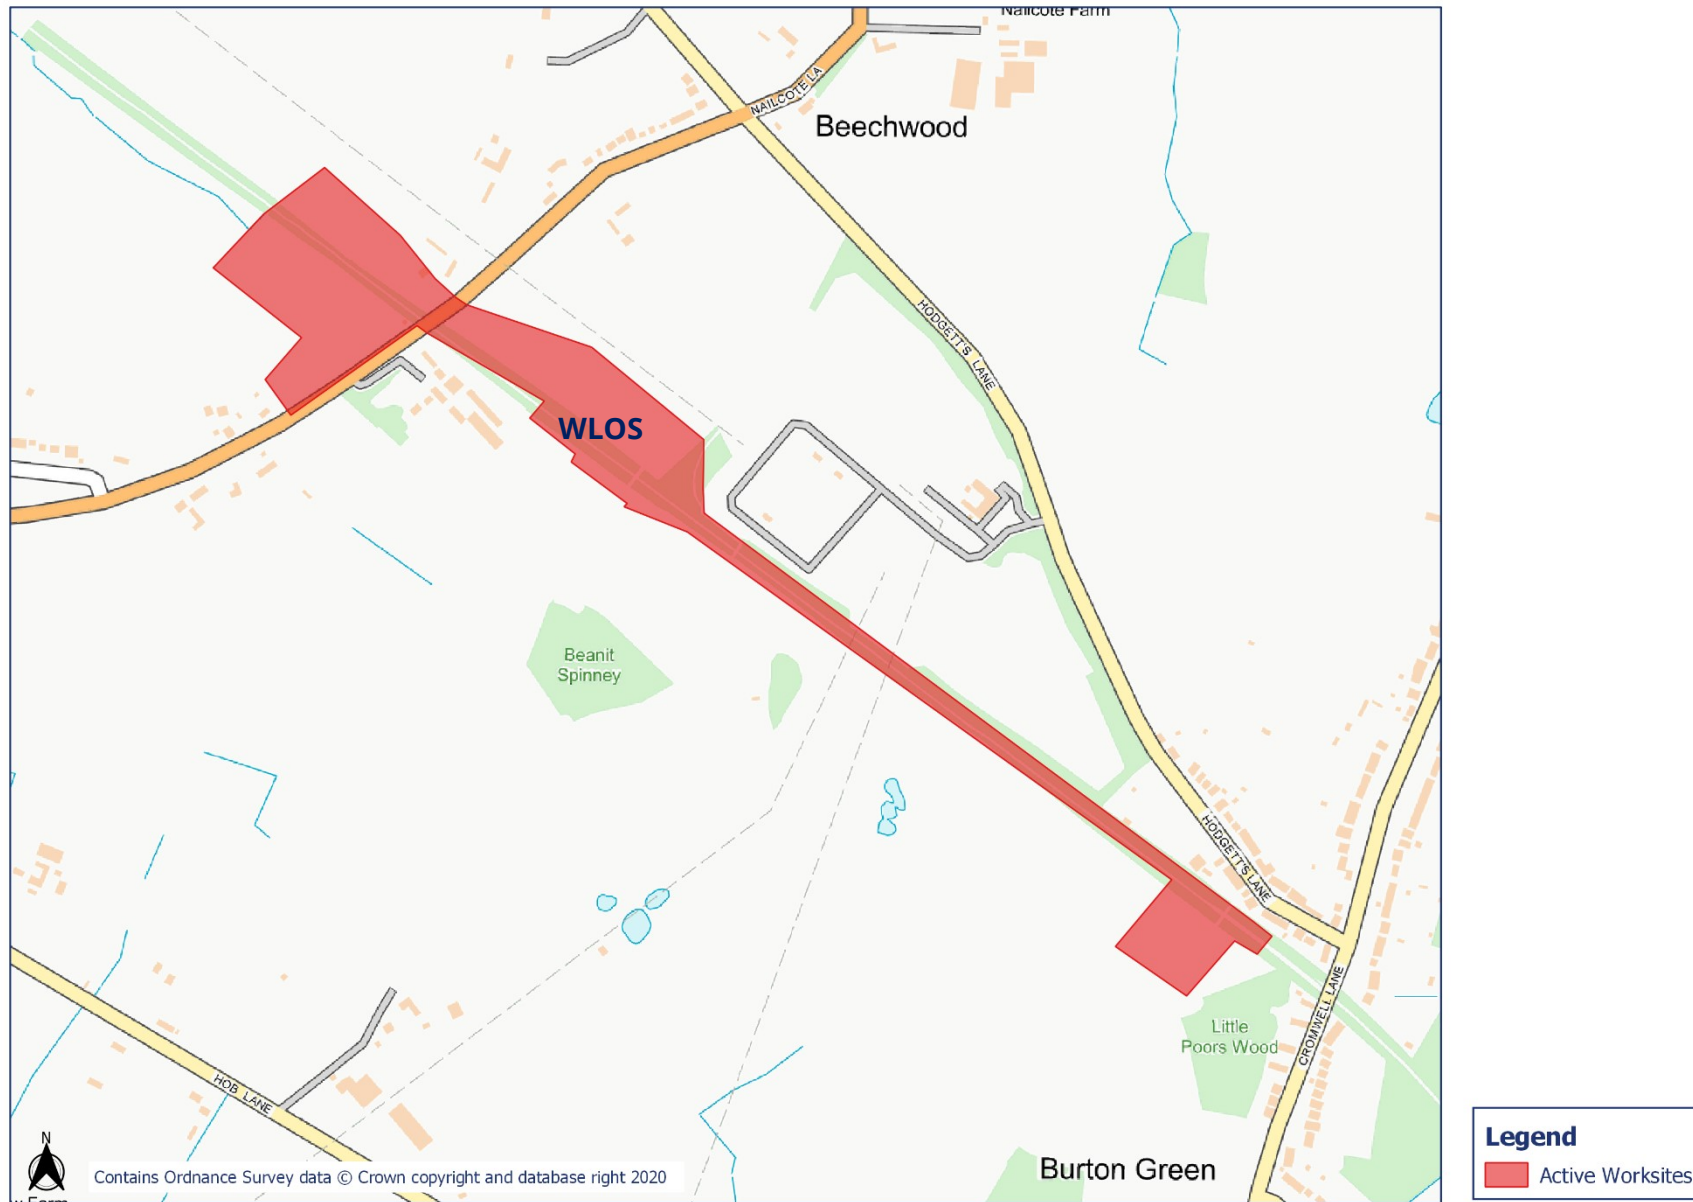 Nailcote Farm
NAILCOTE LA
Beechwood
HODGETT'S LANE
WLOS
Beanit
Spinney
HODGETT'S LANE
CROMWELL LANE
Little
Poors Wood
HOB LANE
N
Contains Ordnance Survey data © Crown copyright and database right 2020
Burton Green
Legend
Active Worksites